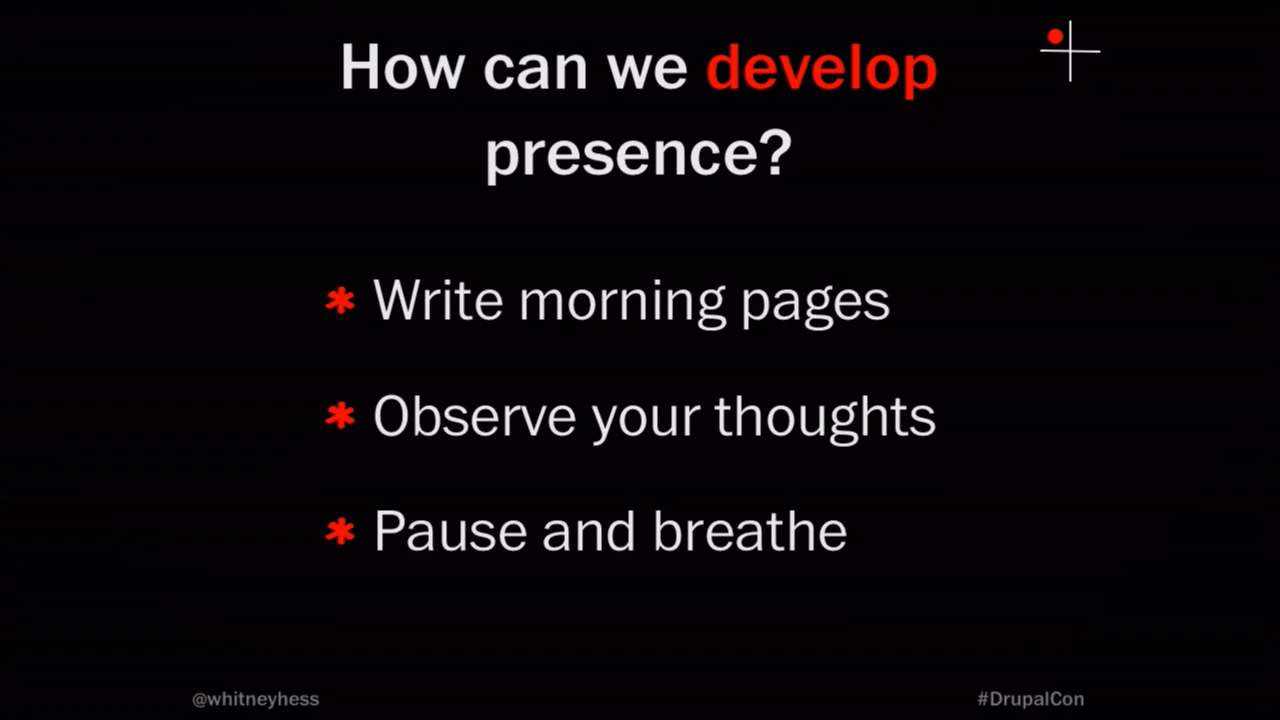 How can we develop
presence?
* Write morning pages
* Observe your thoughts
* Pause and breathe
@whitneyhess
#DrupalCon